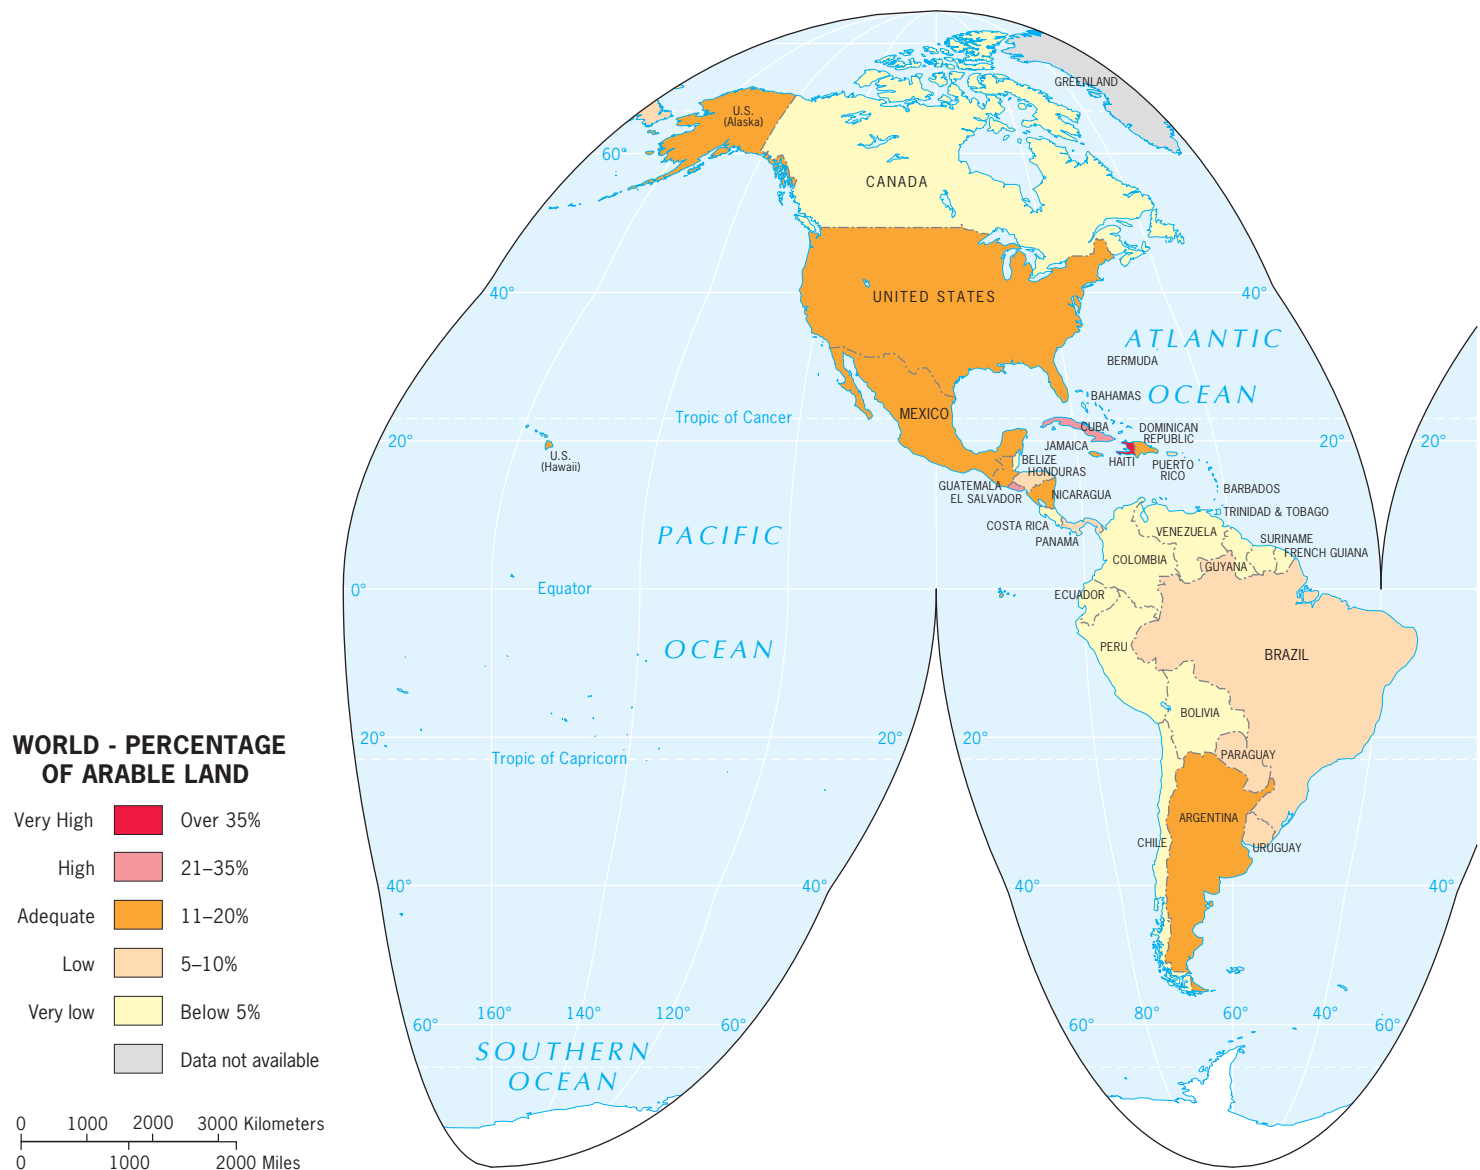 GREENLAND
U.S.
(Alaska)
60°
CANADA
40°
UNITED STATES
40°
ATLANTIC
OCEAN
BERMUDA
BAHAMAS
Tropic of Cancer
MEXICO
CUBA
DOMINICAN
REPUBLIC
20°
20°
20°
JAMAICA
HAITI
PUERTO
RICO
U.S.
(Hawaii)
BELIZE
HONDURAS
GUATEMALA
EL SALVADOR
NICARAGUA
BARBADOS
TRINIDAD & TOBAGO
COSTA RICA
PANAMA
PACIFIC
OCEAN
VENEZUELA
SURINAME
FRENCH GUIANA
COLOMBIA
GUYANA
0°
Equator
ECUADOR
PERU
BRAZIL
BOLIVIA
20°
20°
20°
Tropic of Capricorn
PARAGUAY
ARGENTINA
CHILE
URUGUAY
40°
40°
40°
40°
60°
160°
140°
120°
60°
60°
80°
60°
40°
60°
SOUTHERN
OCEAN
WORLD - PERCENTAGE
OF ARABLE LAND
Very High Over 35%
High 21–35%
Adequate 11–20%
Low 5–10%
Very low Below 5%
Data not available
0 1000 2000 3000 Kilometers
0 1000 2000 Miles